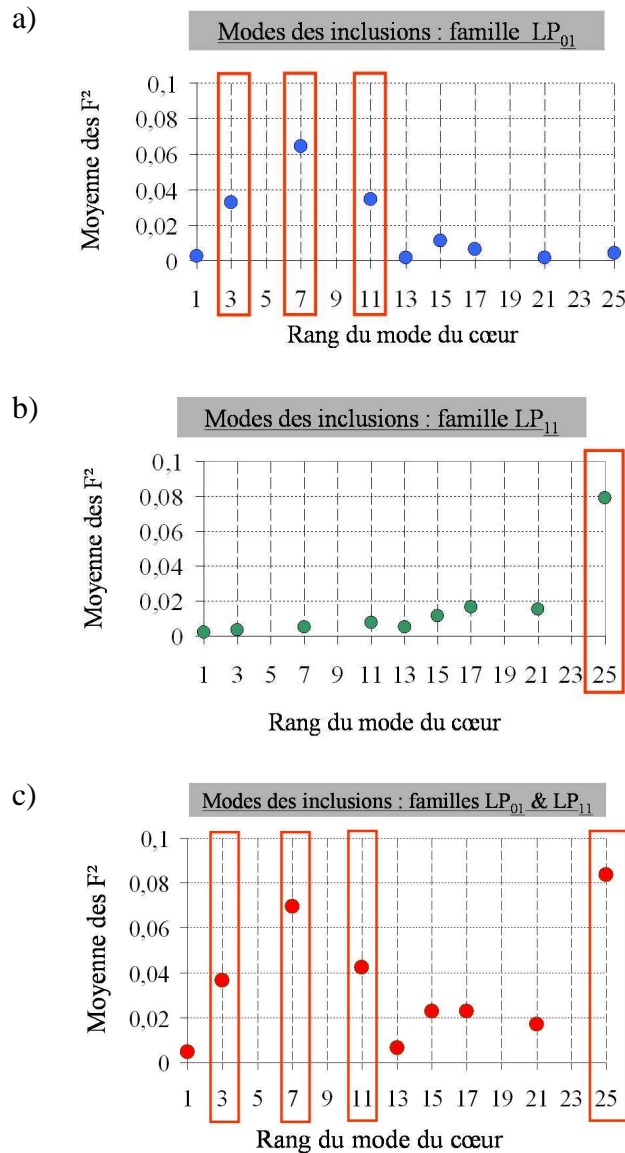 a)
Modes des inclusions : famille LP01
0,1
0,08
0,06
0,04
0,02
0
Moyenne des F²
1 3 5 7 9 11 13 15 17 19 21 23 25
Rang du mode du cœur
b)
Modes des inclusions : famille LP11
0,1
0,08
0,06
0,04
0,02
0
Moyenne des F²
1 3 5 7 9 11 13 15 17 19 21 23 25
Rang du mode du cœur
c)
Modes des inclusions : familles LP01 & LP11
0,1
0,08
0,06
0,04
0,02
0
Moyenne des F²
1 3 5 7 9 11 13 15 17 19 21 23 25
Rang du mode du cœur